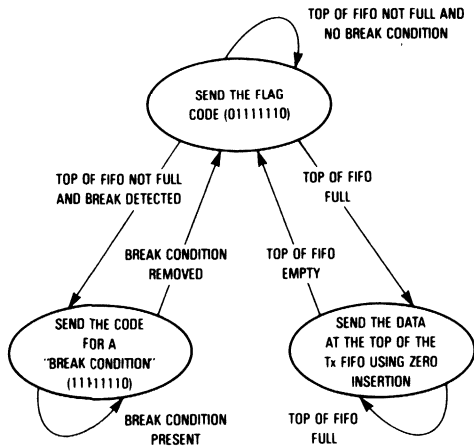 TOP OF FIFO NOT FULL AND
NO BREAK CONDITION
SEND THE FLAG
CODE (01111110)
TOP OF FIFO NOT FULL
AND BREAK DETECTED
TOP OF FIFO
FULL
BREAK CONDITION
REMOVED
TOP OF FIFO
EMPTY
SEND THE CODE
FOR A
"BREAK CONDITION"
(11111110)
SEND THE DATA
AT THE TOP OF THE
Tx FIFO USING ZERO
INSERTION
BREAK CONDITION
PRESENT
TOP OF FIFO
FULL